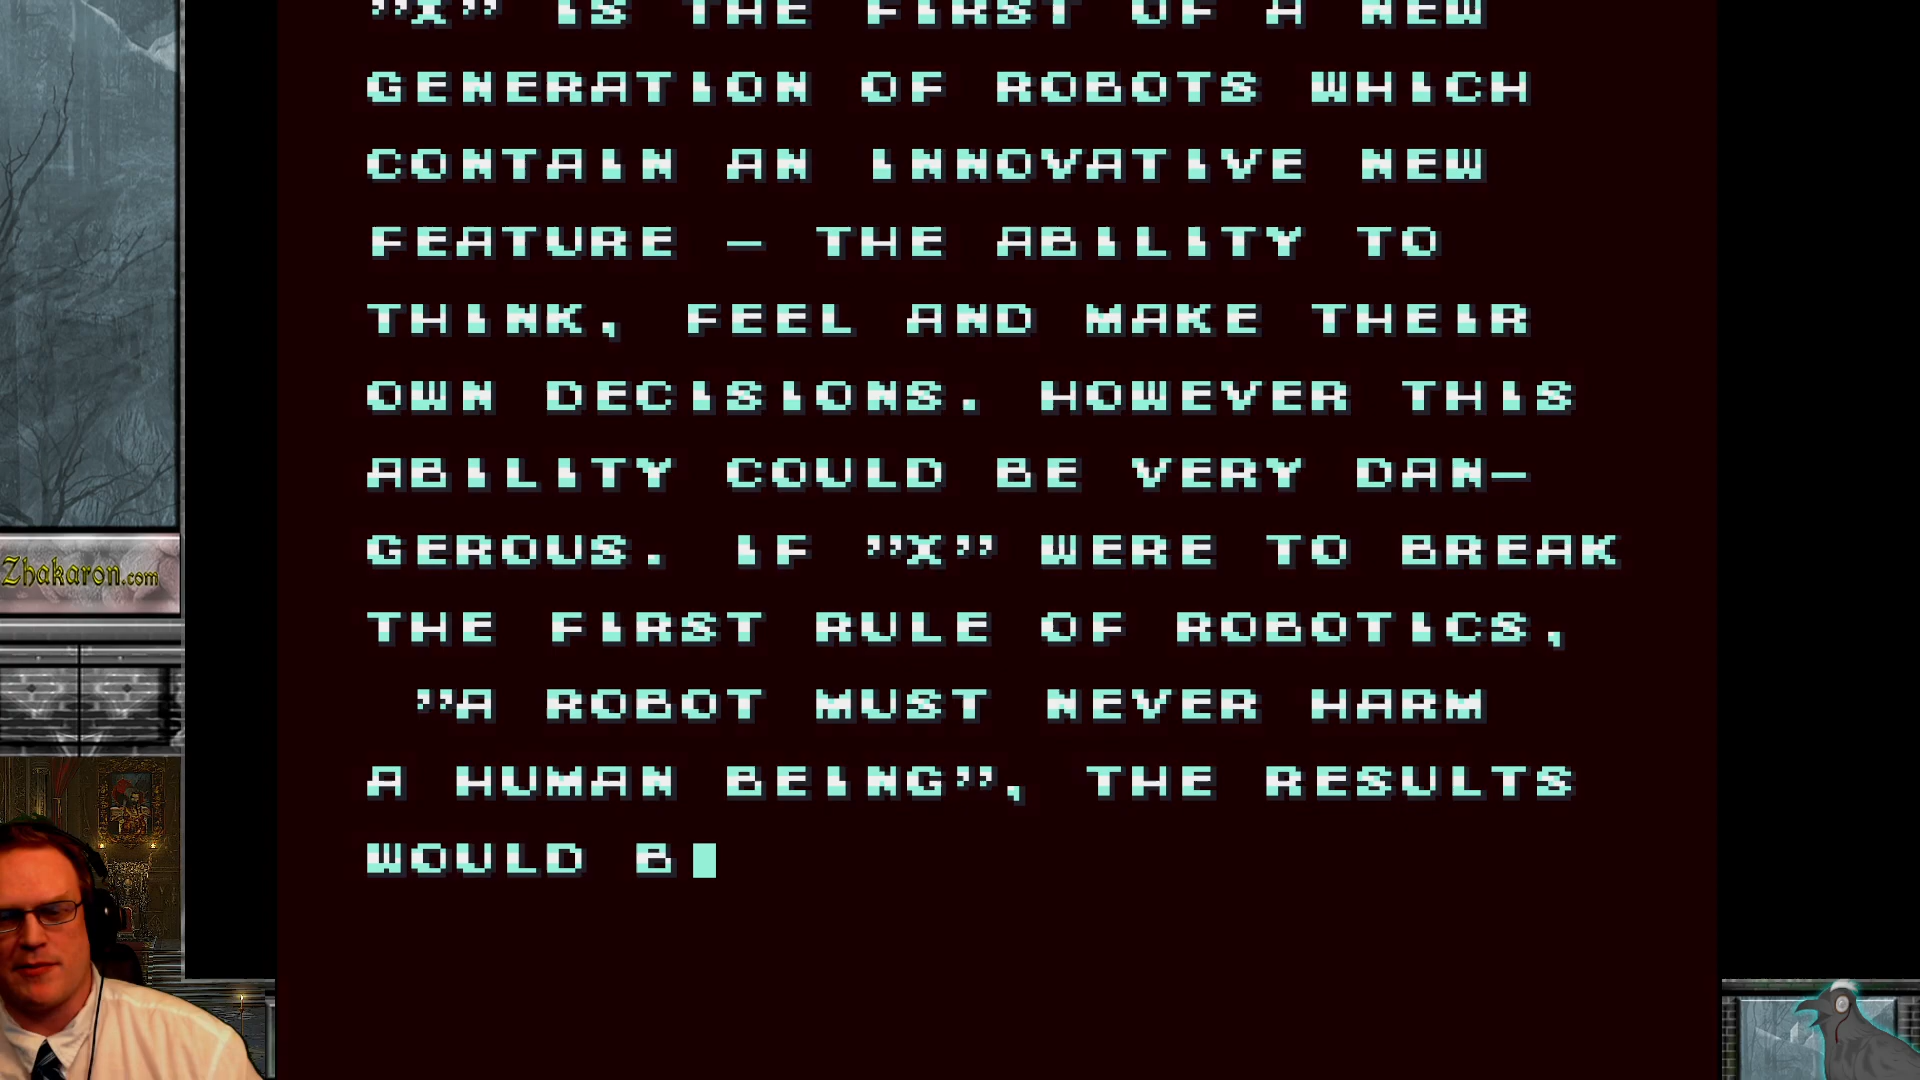 "X" IS THE FIRST OF A NEW
GENERATION OF ROBOTS WHICH
CONTAIN AN INNOVATIVE NEW
FEATURE – THE ABILITY TO
THINK, FEEL AND MAKE THEIR
OWN DECISIONS. HOWEVER THIS
ABILITY COULD BE VERY DAN-
GEROUS. IF "X" WERE TO BREAK
THE FIRST RULE OF ROBOTICS,
"A ROBOT MUST NEVER HARM
A HUMAN BEING", THE RESULTS
WOULD B
Zhakaron.com